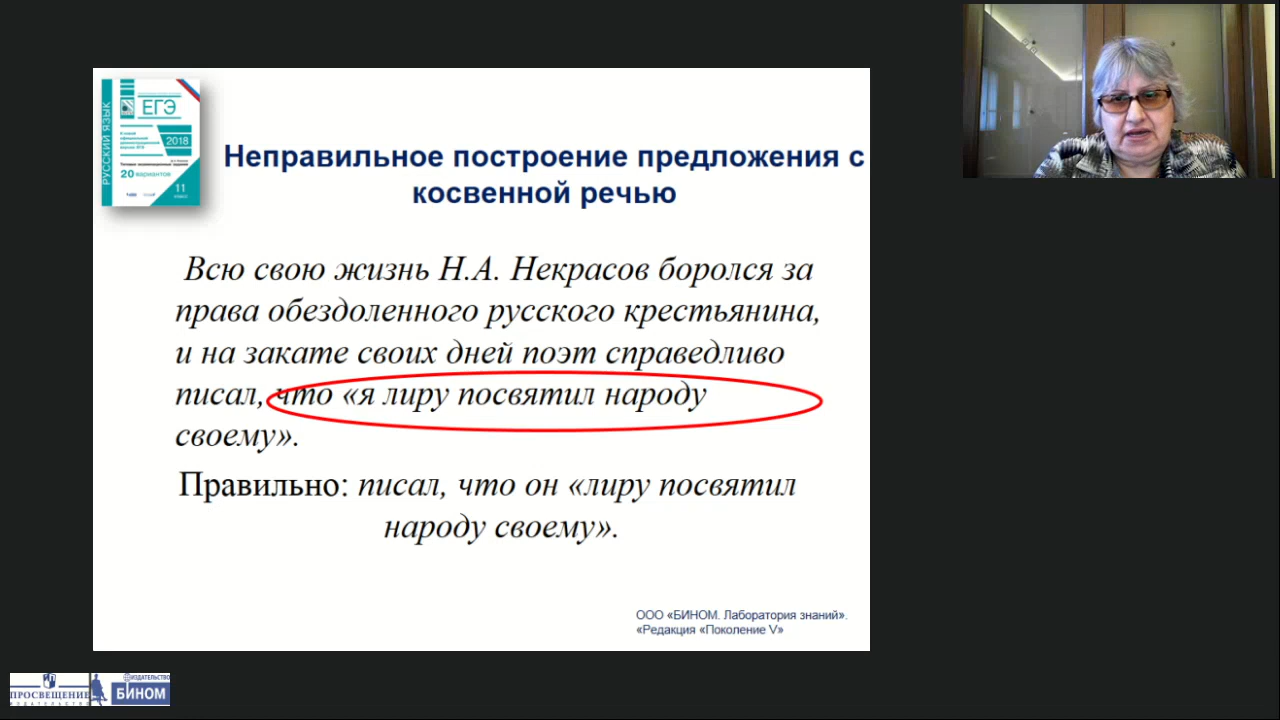 РУССКИЙ ЯЗЫК
ЕГЭ
2018
20 вариантов
11
Неправильное построение предложения с
косвенной речью
Всю свою жизнь Н.А. Некрасов боролся за
права обездоленного русского крестьянина,
и на закате своих дней поэт справедливо
писал, что «я лиру посвятил народу
своему».
Правильно: писал, что он «лиру посвятил
народу своему».
ООО «БИНОМ. Лаборатория знаний».
«Редакция «Поколение V»
ПРОСВЕЩЕНИЕ
ИЗДАТЕЛЬСТВО
ИЗДАТЕЛЬСТВО
БИНОМ